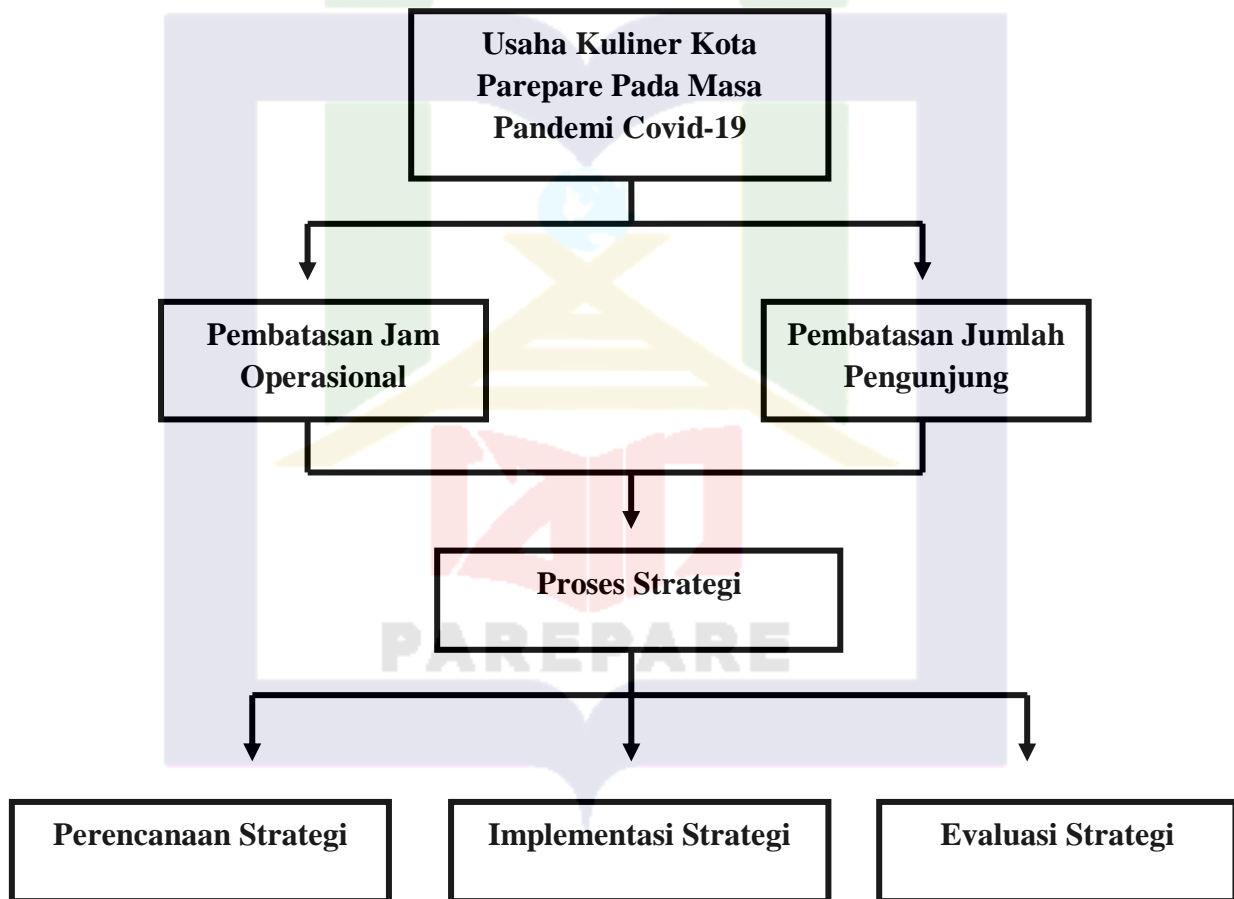 Usaha Kuliner Kota
Parepare Pada Masa
Pandemi Covid-19
Pembatasan Jam
Operasional
Pembatasan Jumlah
Pengunjung
Proses Strategi
PAREPARE
Perencanaan Strategi
Implementasi Strategi
Evaluasi Strategi